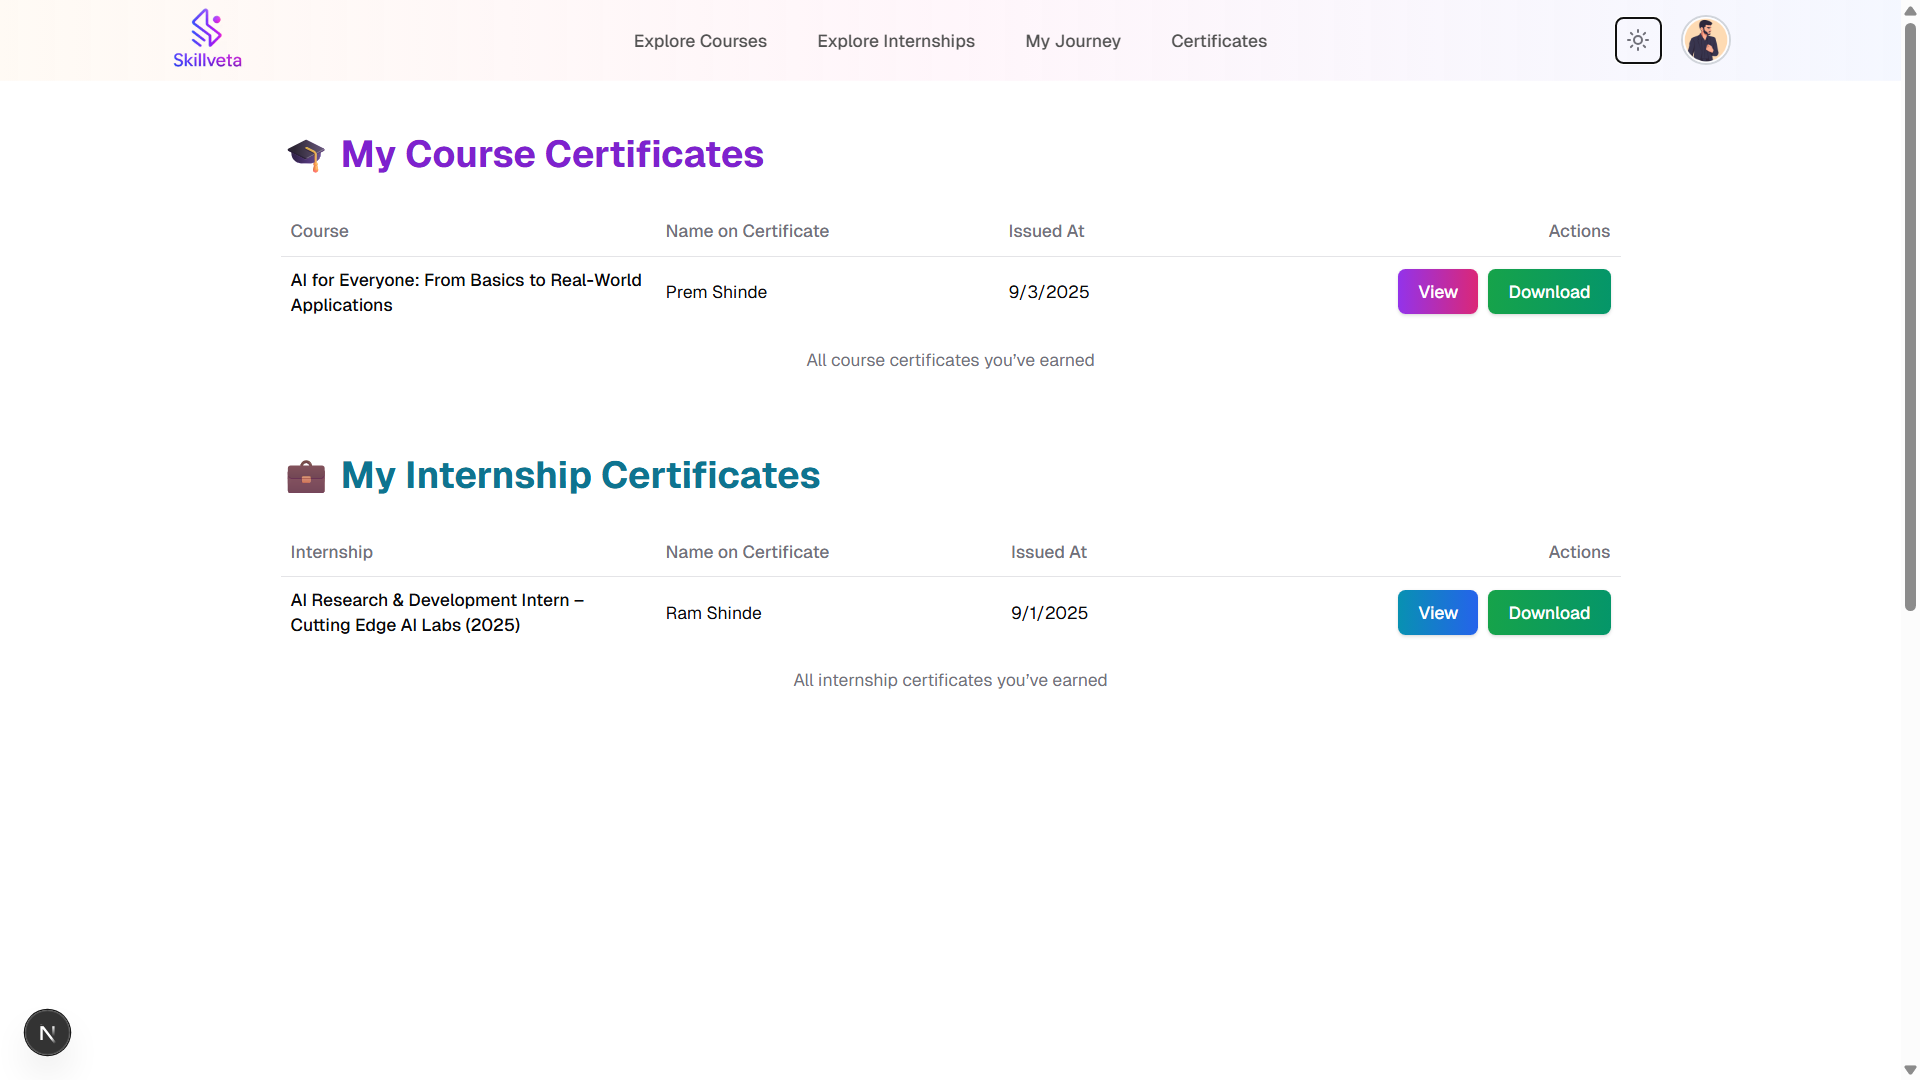 Skillveta
Explore Courses
Explore Internships
My Journey
Certificates
My Course Certificates
Course
Name on Certificate
Issued At
Actions
AI for Everyone: From Basics to Real-World
Applications
Prem Shinde
9/3/2025
View
Download
All course certificates you’ve earned
My Internship Certificates
Internship
Name on Certificate
Issued At
Actions
AI Research & Development Intern –
Cutting Edge AI Labs (2025)
Ram Shinde
9/1/2025
View
Download
All internship certificates you’ve earned
N